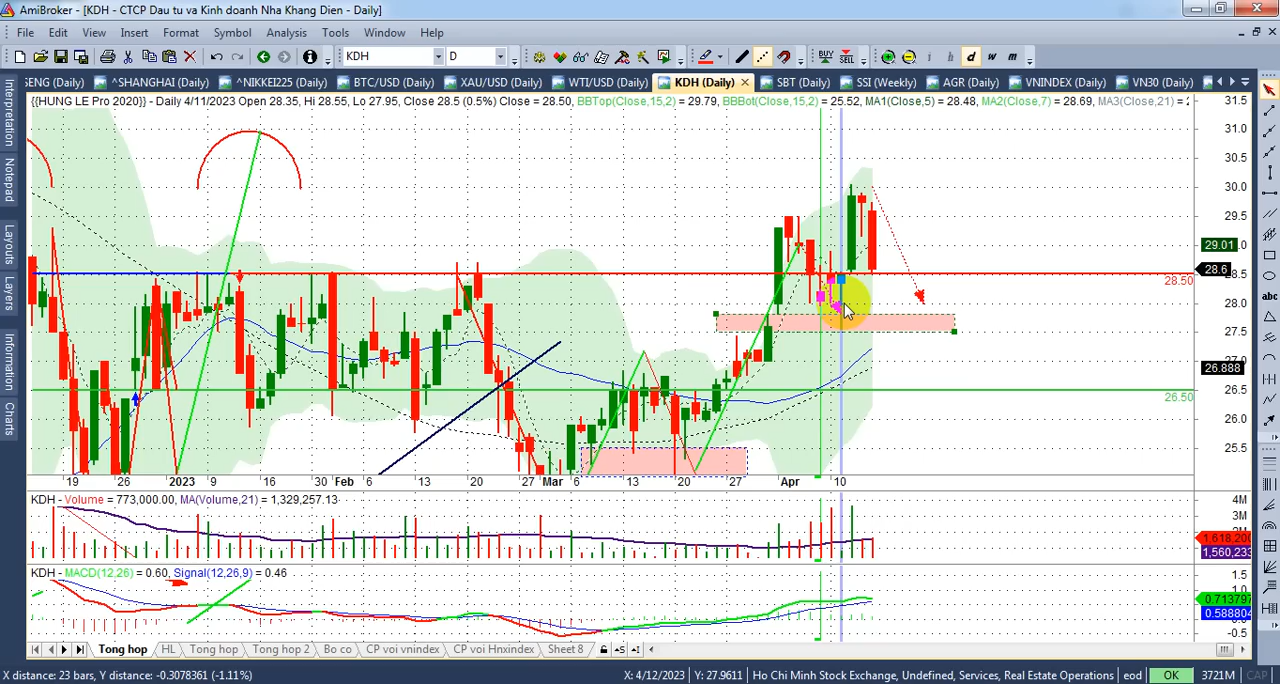 AmiBroker - [KDH - CTCP Dau tu va Kinh doanh Nha Khang Dien - Daily]
File Edit View Insert Format Symbol Analysis Tools Window Help
KDH D BUY SELL i h d w m
ENG (Daily) ^SHANGHAI (Daily) ^NIKKEI225 (Daily) BTC/USD (Daily) XAU/USD (Daily) WTI/USD (Daily) KDH (Daily) SBT (Daily) SSI (Weekly) AGR (Daily) VNINDEX (Daily) VN30 (Daily)
{{HUNG LE Pro 2020}} - Daily 4/11/2023 Open 28.35, Hi 28.55, Lo 27.95, Close 28.5 (0.5%) Close = 28.50, BBTop(Close,15,2) = 29.79, BBBot(Close,15,2) = 25.52, MA1(Close,5) = 28.48, MA2(Close,7) = 28.69, MA3(Close,21) =
Interpretation
Notepad
Layouts
Layers
Information
Charts
abc
31.5
31.0
30.5
30.0
29.5
29.01
28.6
28.5
28.50
28.0
27.5
27.0
26.888
26.5
26.50
26.0
25.5
19 26 2023 9 16 30 Feb 6 13 20 27 Mar 6 13 20 27 Apr 10
KDH - Volume = 773,000.00, MA(Volume,21) = 1,329,257.13
4M
3M
1,618,200
1,560,233
KDH - MACD(12,26) = 0.60, Signal(12,26,9) = 0.46
1.5
0.713797
0.588804
-0.5
Tong hop HL Tong hop Tong hop 2 Bo co CP voi vnindex CP voi Hnxindex Sheet 8
X distance: 23 bars, Y distance: -0.3078361 (-1.11%) X: 4/12/2023 Y: 27.9611 Ho Chi Minh Stock Exchange, Undefined, Services, Real Estate Operations eod OK 3721M CAP